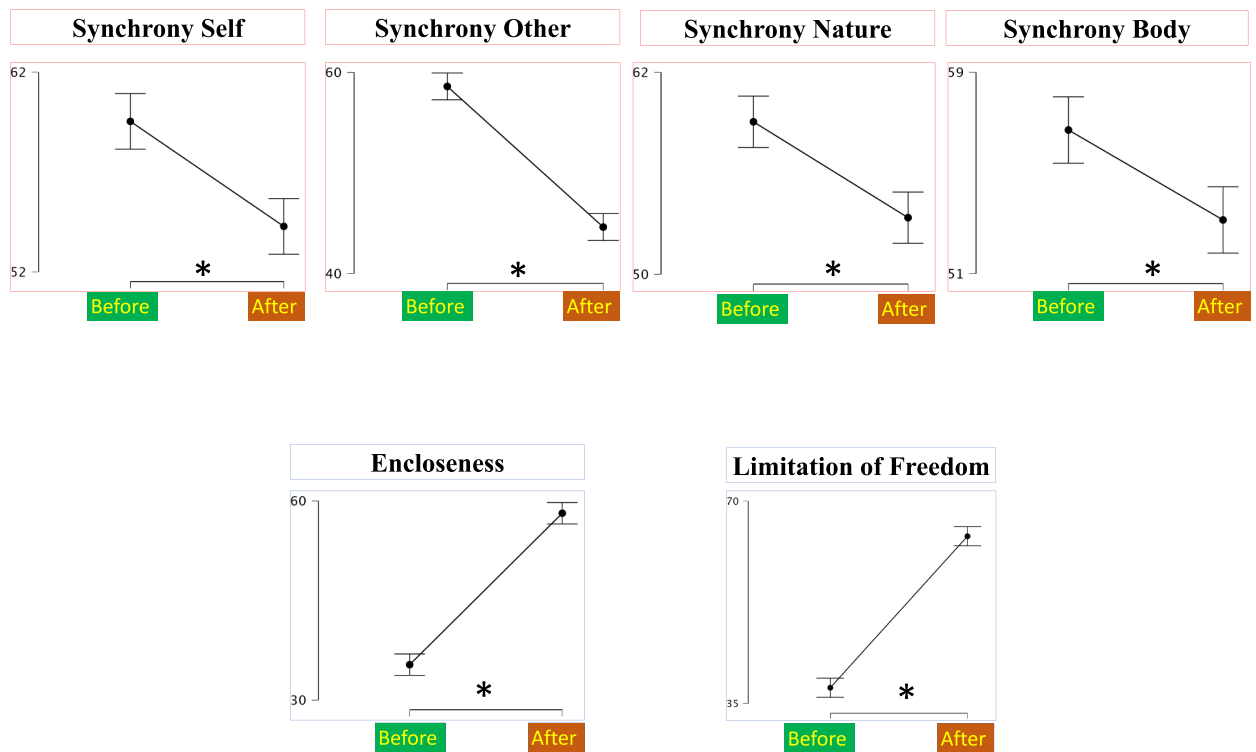 Synchrony Self
Synchrony Other
Synchrony Nature
Synchrony Body
62
52
*
Before
After
60
40
*
Before
After
62
50
*
Before
After
59
51
*
Before
After
Encloseness
Limitation of Freedom
60
30
*
Before
After
70
35
*
Before
After